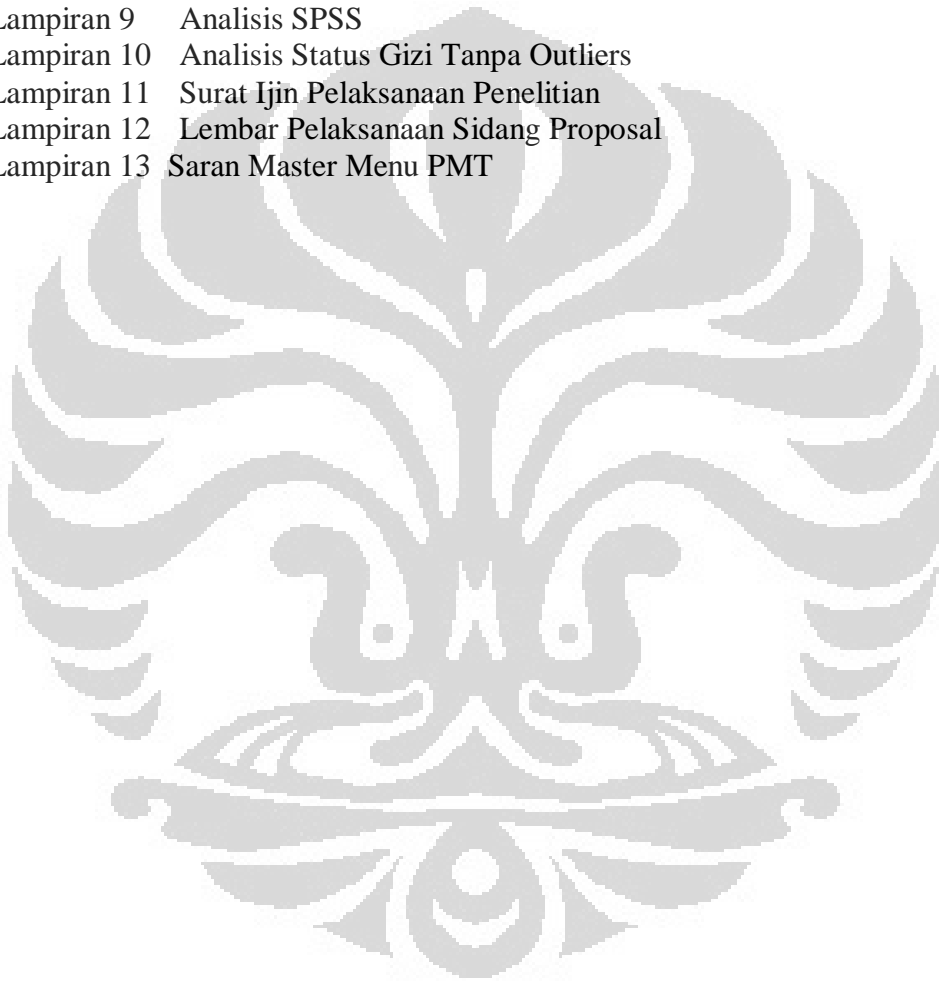 Lampiran 9 Analisis SPSS
Lampiran 10 Analisis Status Gizi Tanpa Outliers
Lampiran 11 Surat Ijin Pelaksanaan Penelitian
Lampiran 12 Lembar Pelaksanaan Sidang Proposal
Lampiran 13 Saran Master Menu PMT